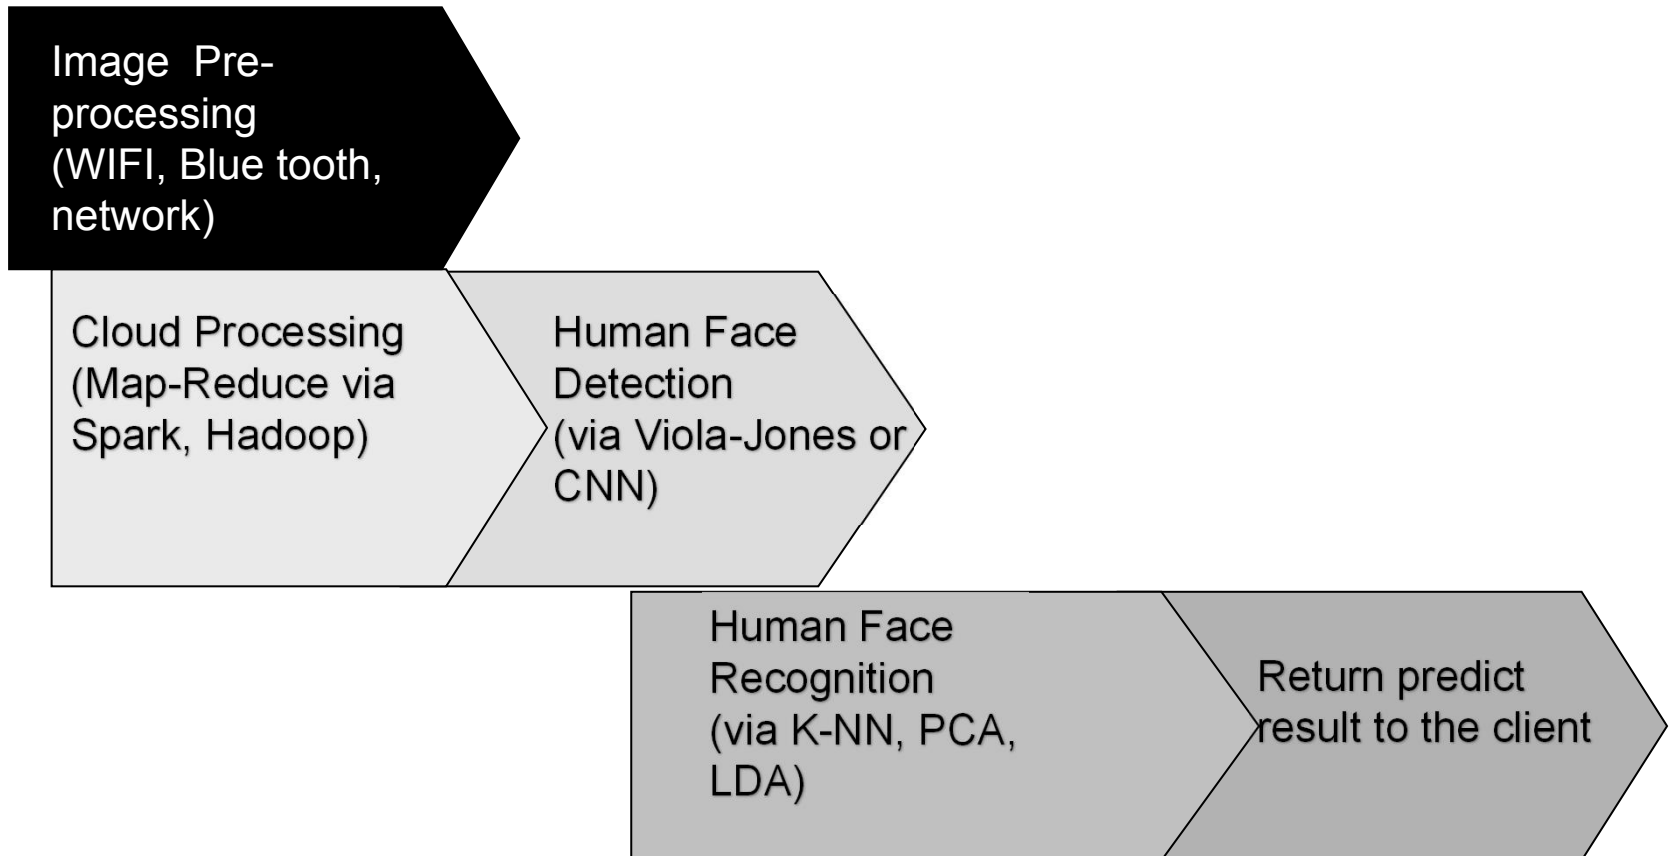 Image  Pre-
processing
(WIFI, Blue tooth,
network)
Cloud Processing
(Map-Reduce via
Spark, Hadoop)
Human Face
Detection
(via Viola-Jones or
CNN)
Human Face
Recognition
(via K-NN, PCA,
LDA)
Return predict
result to the client